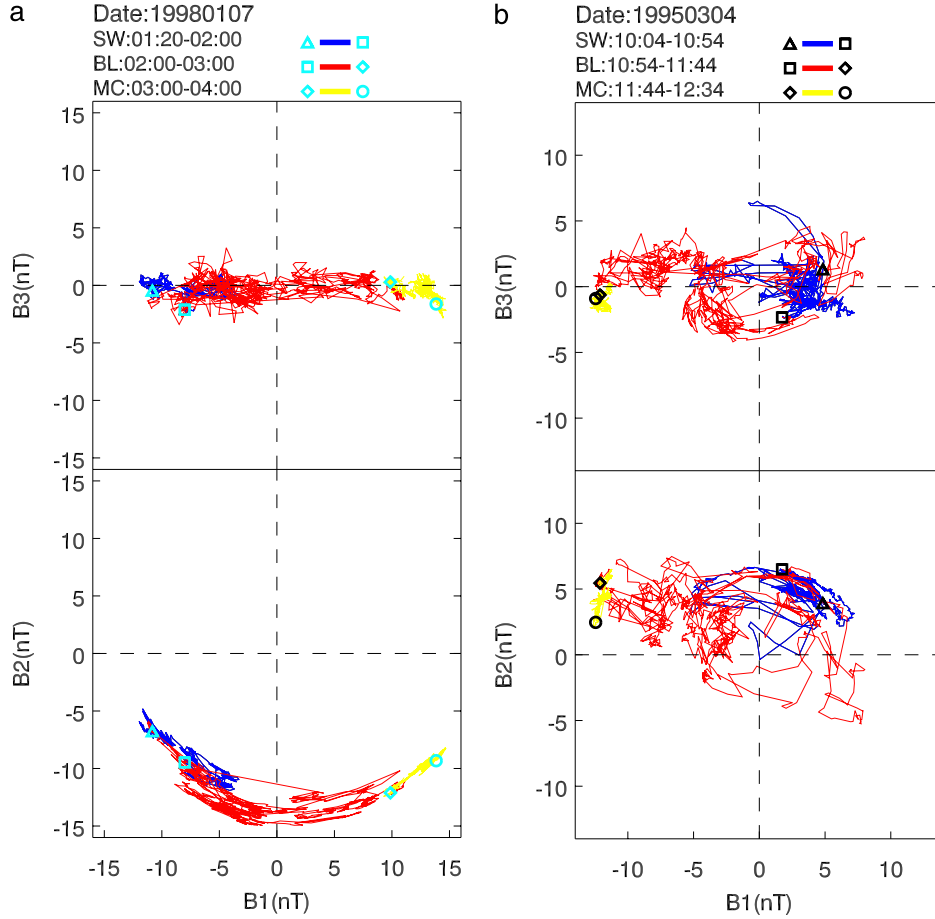 a
Date:19980107
SW:01:20-02:00
BL:02:00-03:00
MC:03:00-04:00
15
10
5
0
-5
-10
-15
B3(nT)
15
10
5
0
-5
-10
-15
B2(nT)
-15 -10 -5 0 5 10 15
B1(nT)
b
Date:19950304
SW:10:04-10:54
BL:10:54-11:44
MC:11:44-12:34
10
5
0
-5
-10
B3(nT)
10
5
0
-5
-10
B2(nT)
-10 -5 0 5 10
B1(nT)